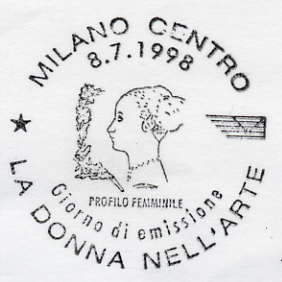 MILANO CENTRO
8.7.1998
PROFILO FEMMINILE
Giorno di emissione
LA DONNA NELL'ARTE